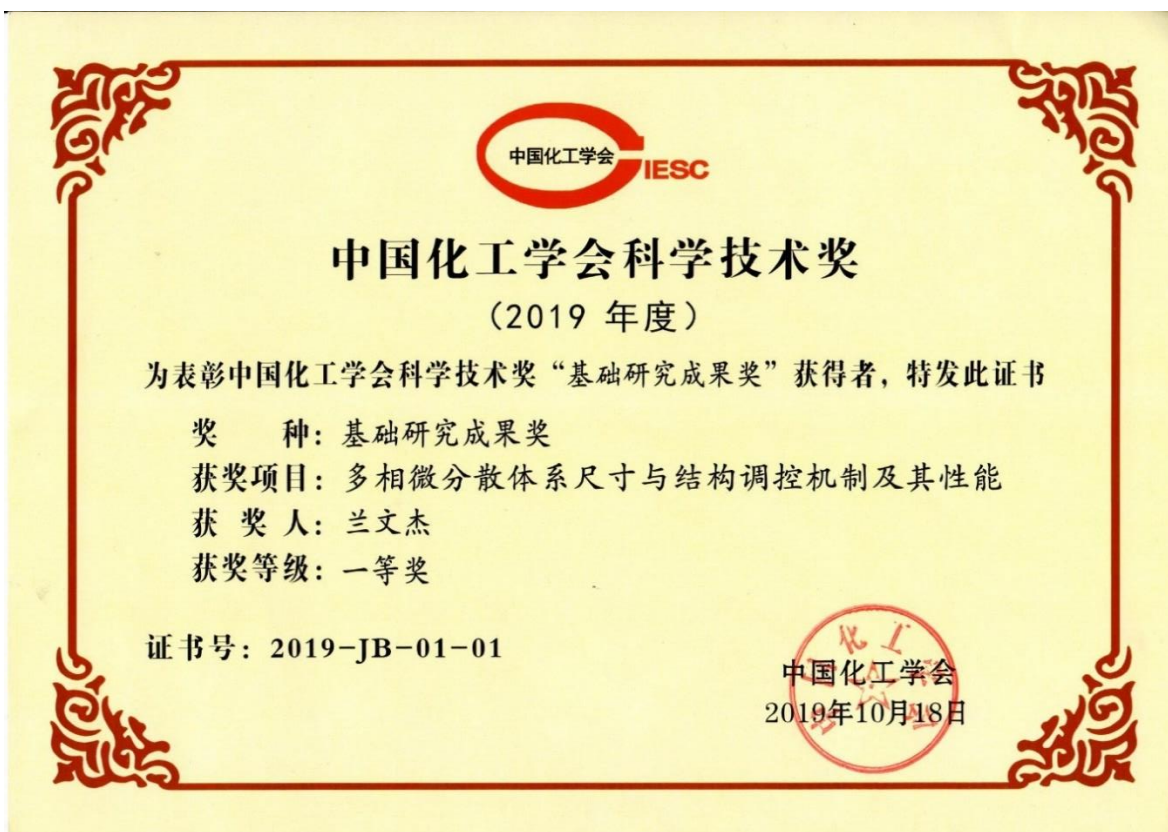 中国化工学会
IESC
中国化工学会科学技术奖
（2019 年度）
为表彰中国化工学会科学技术奖“基础研究成果奖”获得者，特发此证书
奖 种：基础研究成果奖
获奖项目：多相微分散体系尺寸与结构调控机制及其性能
获 奖 人：兰文杰
获奖等级：一等奖
证书号：2019-JB-01-01
中国化工学会
2019年10月18日
中国化工学会